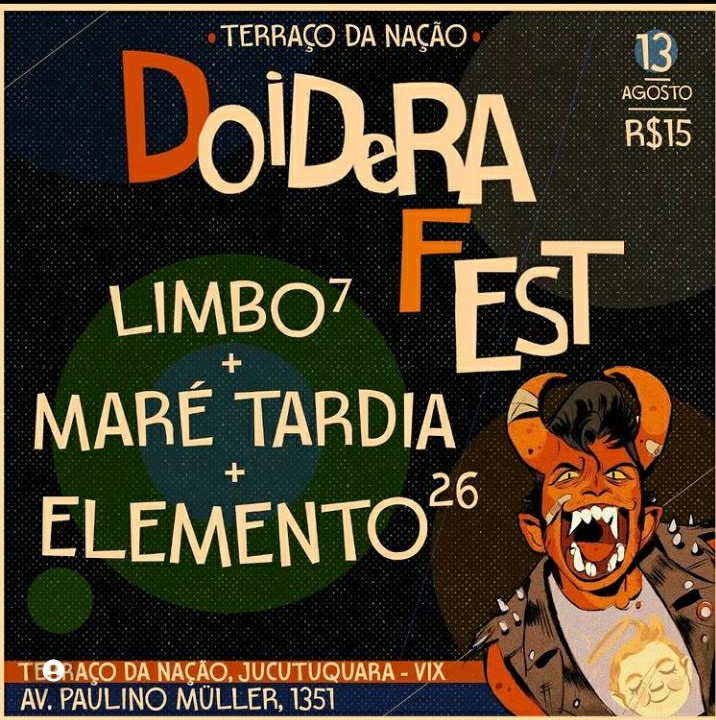 • TERRAÇO DA NAÇÃO •
13
AGOSTO
R$15
DOIDeRA
FEST
LIMBO⁷
+
MARÉ TARDIA
+
ELEMENTO²⁶
TERRAÇO DA NAÇÃO, JUCUTUQUARA - VIX
AV. PAULINO MÜLLER, 1351